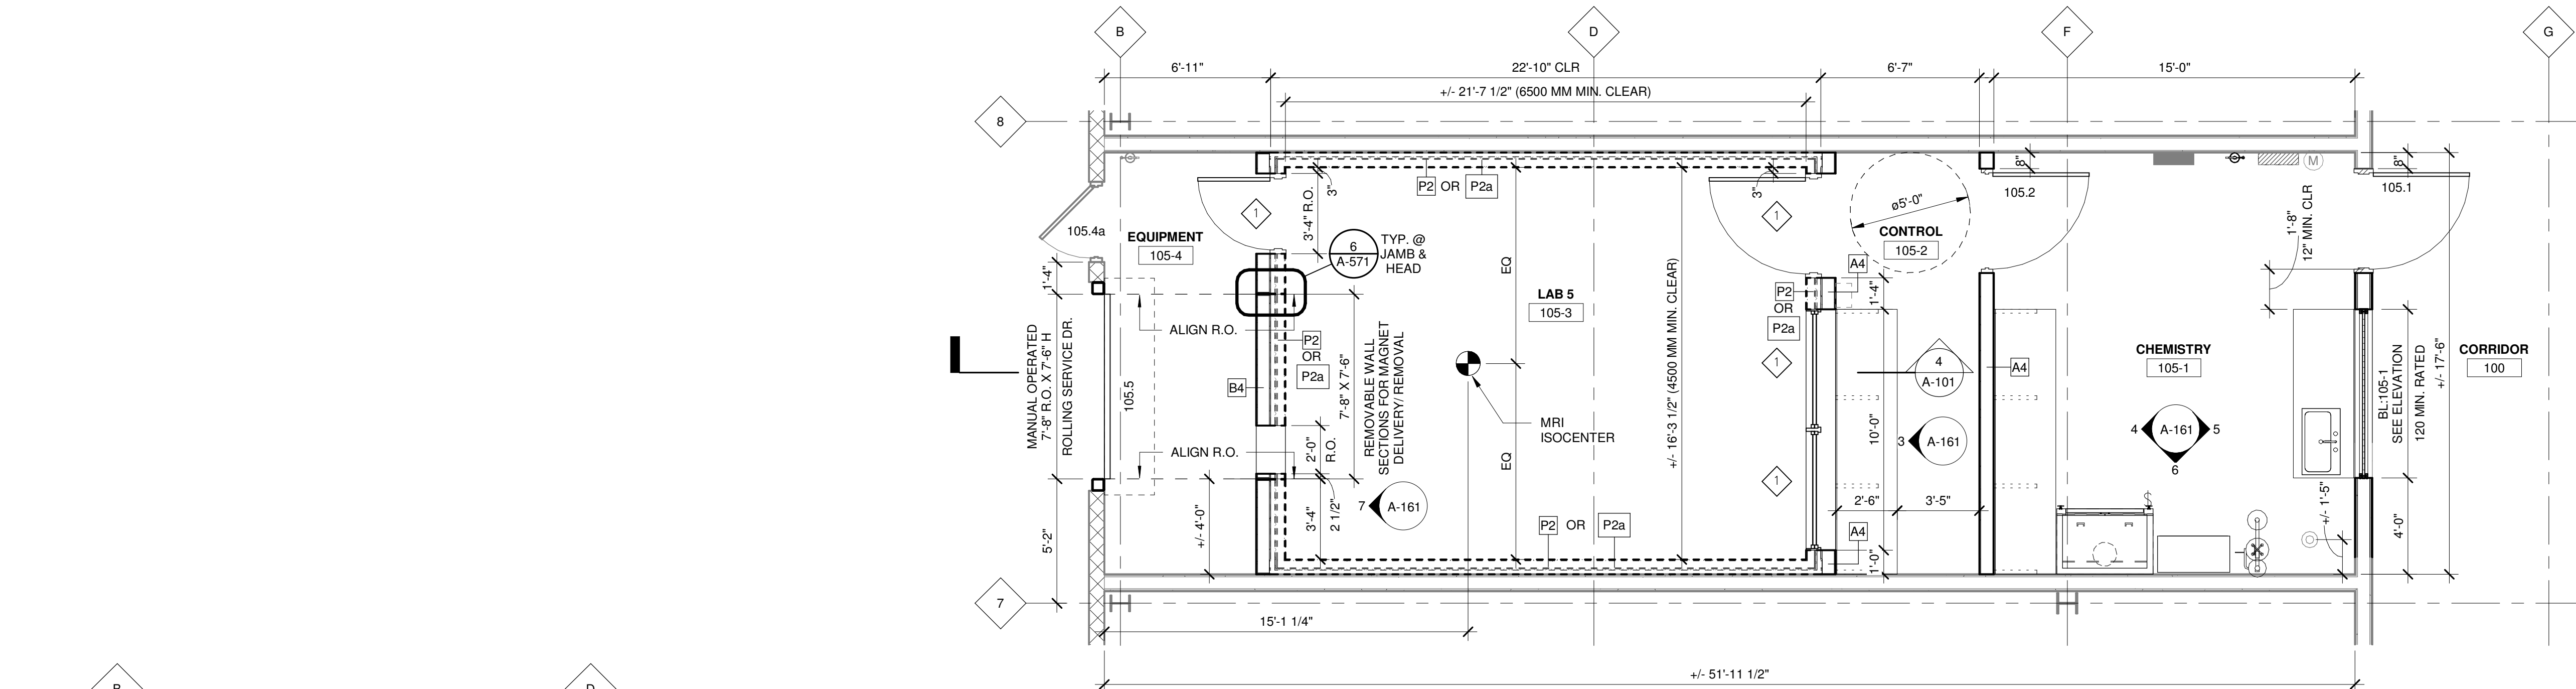 B
D
F
G
6'-11"
22'-10" CLR
6'-7"
15'-0"
+/- 21'-7 1/2" (6500 MM MIN. CLEAR)
8
8"
M
8"
105.4a
EQUIPMENT
105-4
1
3'-4" R.O.
3"
P2 OR P2a
3"
1
ø5'-0"
CONTROL
105-2
105.2
105.1
1'-8"
12" MIN. CLR
6
A-571
TYP. @
JAMB &
HEAD
EQ
LAB 5
105-3
+/- 16'-3 1/2" (4500 MM MIN. CLEAR)
A4
P2
OR
P2a
1'-4"
1'-4"
MANUAL OPERATED
7'-8" R.O. X 7'-6" H
ROLLING SERVICE DR.
105.5
ALIGN R.O.
P2
OR
P2a
B4
7'-8" X 7'-6"
REMOVABLE WALL
SECTIONS FOR MAGNET
DELIVERY/ REMOVAL
MRI
ISOCENTER
1
4
A-101
A4
CHEMISTRY
105-1
BL:105-1
SEE ELEVATION
120 MIN. RATED
+/- 17'-6"
CORRIDOR
100
10'-0"
3
A-161
4
A-161
5
6
ALIGN R.O.
2'-0"
R.O.
EQ
1
2'-6"
3'-5"
5'-2"
+/- 4'-0"
3'-4"
2 1/2"
7
A-161
P2 OR P2a
A4
1'-0"
S
+/- 1'-5"
4'-0"
7
15'-1 1/4"
+/- 51'-11 1/2"
B
D